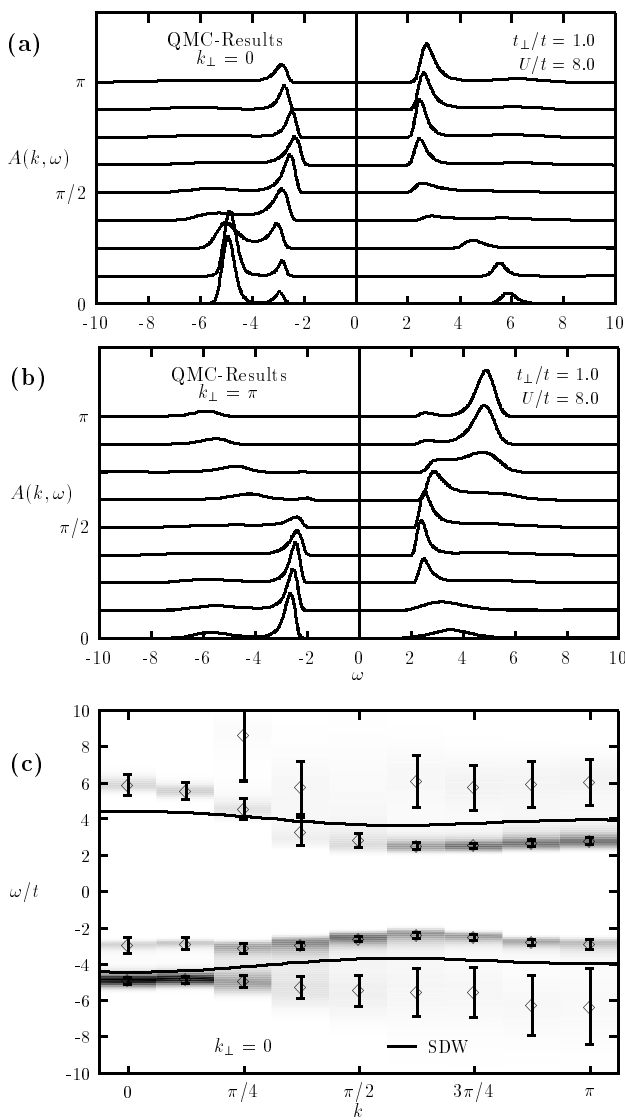 (a)
QMC-Results
k⊥ = 0
t⊥/t = 1.0
U/t = 8.0
π
A(k, ω)
π/2
0
-10 -8 -6 -4 -2 0 2 4 6 8 10
(b)
QMC-Results
k⊥ = π
t⊥/t = 1.0
U/t = 8.0
π
A(k, ω)
π/2
0
-10 -8 -6 -4 -2 0 2 4 6 8 10
ω
(c)
10
8
6
4
2
0
-2
-4
-6
-8
-10
ω/t
k⊥ = 0
SDW
0 π/4 π/2 3π/4 π
k